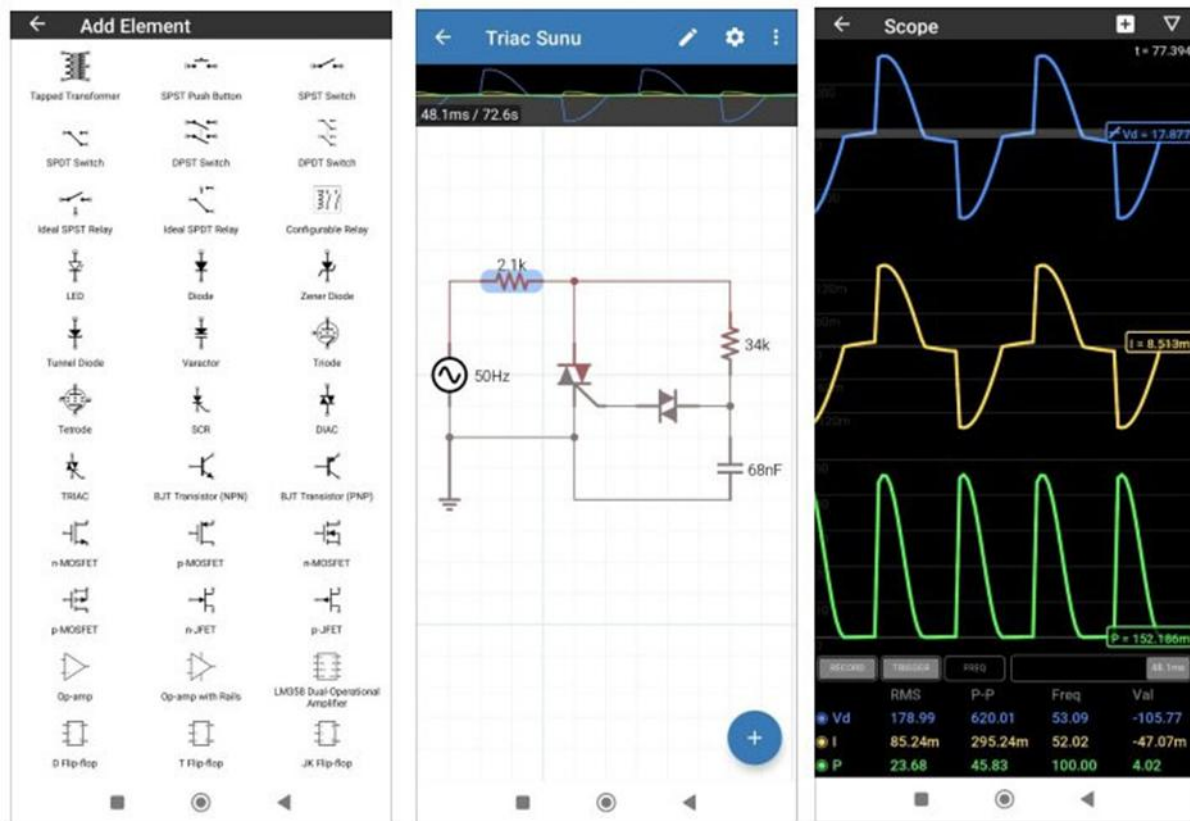 Add Element
Tapped Transformer
SPST Push Button
SPST Switch
SPDT Switch
DPST Switch
DPDT Switch
Ideal SPST Relay
Ideal SPDT Relay
Configurable Relay
LED
Diode
Zener Diode
Tunnel Diode
Varactor
Triode
Tetrode
SCR
DIAC
TRIAC
BJT Transistor (NPN)
BJT Transistor (PNP)
n-MOSFET
p-MOSFET
n-MOSFET
p-MOSFET
n-JFET
p-JFET
Op-amp
Op-amp with Rails
LM358 Dual-Operational
Amplifier
D Flip-flop
T Flip-flop
JK Flip-flop
Triac Sunu
48.1ms / 72.6s
2.1k
34k
50Hz
68nF
Scope
t = 77.394
Vd = 17.877
I = 8.513m
P = 152.186m
RECORD TRIGGER FREQ 48.1ms
RMS P-P Freq Val
Vd 178.99 620.01 53.09 -105.77
I 85.24m 295.24m 52.02 -47.07m
P 23.68 45.83 100.00 4.02